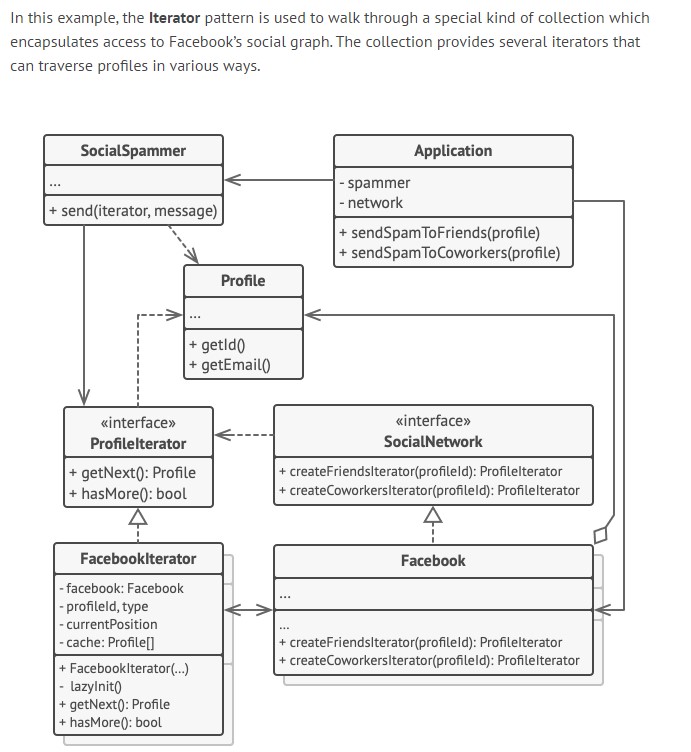 In this example, the Iterator pattern is used to walk through a special kind of collection which
encapsulates access to Facebook’s social graph. The collection provides several iterators that
can traverse profiles in various ways.
SocialSpammer
...
+ send(iterator, message)
Application
- spammer
- network
+ sendSpamToFriends(profile)
+ sendSpamToCoworkers(profile)
Profile
...
+ getId()
+ getEmail()
«interface»
ProfileIterator
+ getNext(): Profile
+ hasMore(): bool
«interface»
SocialNetwork
+ createFriendsIterator(profileId): ProfileIterator
+ createCoworkersIterator(profileId): ProfileIterator
FacebookIterator
- facebook: Facebook
- profileId, type
- currentPosition
- cache: Profile[]
+ FacebookIterator(...)
- lazyInit()
+ getNext(): Profile
+ hasMore(): bool
Facebook
...
...
+ createFriendsIterator(profileId): ProfileIterator
+ createCoworkersIterator(profileId): ProfileIterator